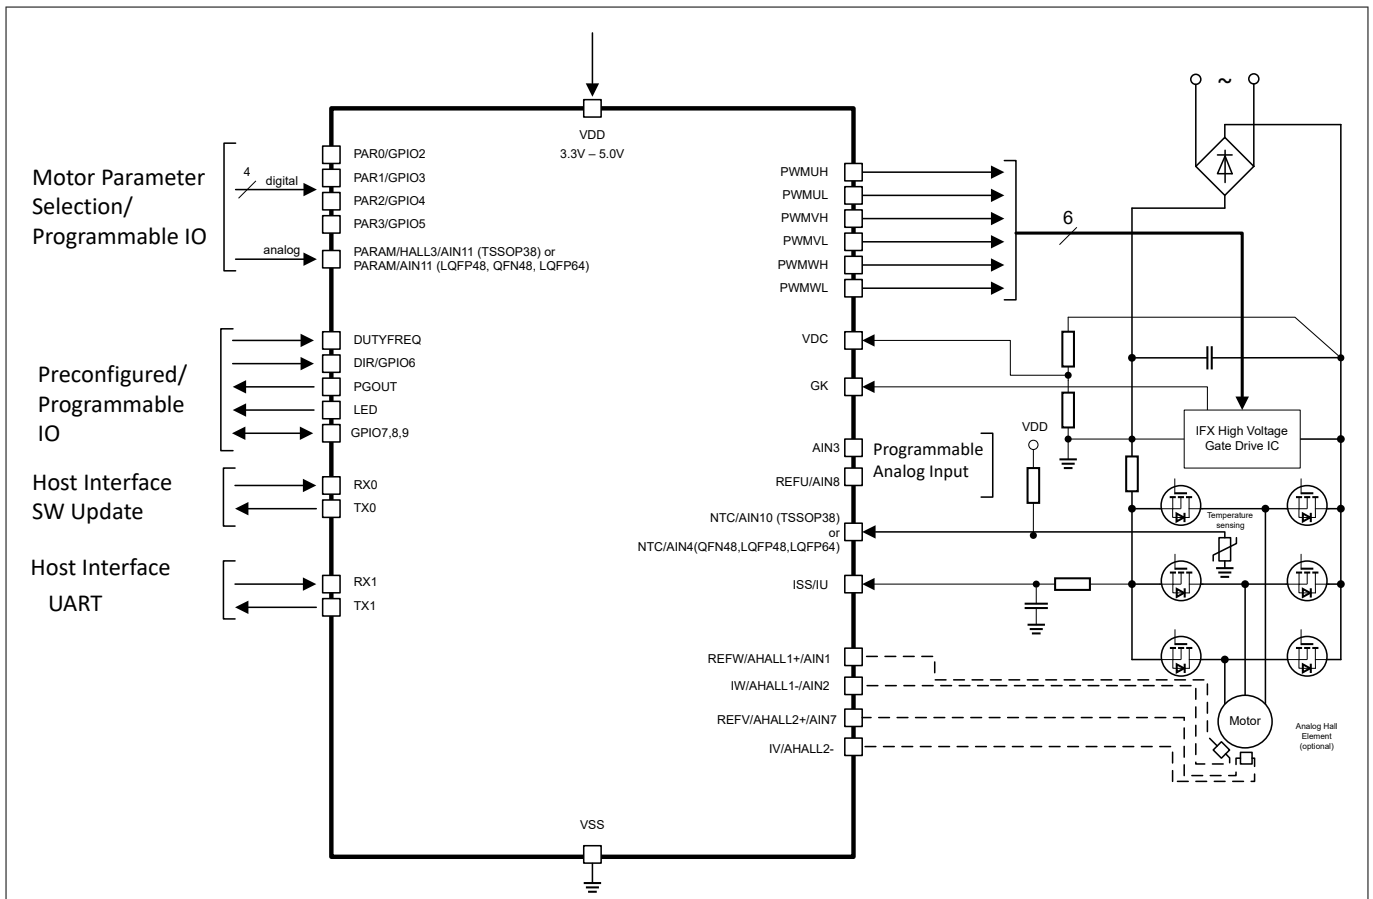 VDD
3.3V – 5.0V
Motor Parameter
Selection/
Programmable IO
4
digital
analog
PAR0/GPIO2
PAR1/GPIO3
PAR2/GPIO4
PAR3/GPIO5
PARAM/HALL3/AIN11 (TSSOP38) or
PARAM/AIN11 (LQFP48, QFN48, LQFP64)
Preconfigured/
Programmable
IO
DUTYFREQ
DIR/GPIO6
PGOUT
LED
GPIO7,8,9
Host Interface
SW Update
RX0
TX0
Host Interface
UART
RX1
TX1
PWMUH
PWMUL
PWMVH
PWMVL
PWMWH
PWMWL
6
~
VDC
GK
IFX High Voltage
Gate Drive IC
AIN3
REFU/AIN8
Programmable
Analog Input
VDD
NTC/AIN10 (TSSOP38)
or
NTC/AIN4(QFN48,LQFP48,LQFP64)
Temperature
sensing
ISS/IU
REFW/AHALL1+/AIN1
IW/AHALL1-/AIN2
REFV/AHALL2+/AIN7
IV/AHALL2-
Motor
Analog Hall
Element
(optional)
VSS